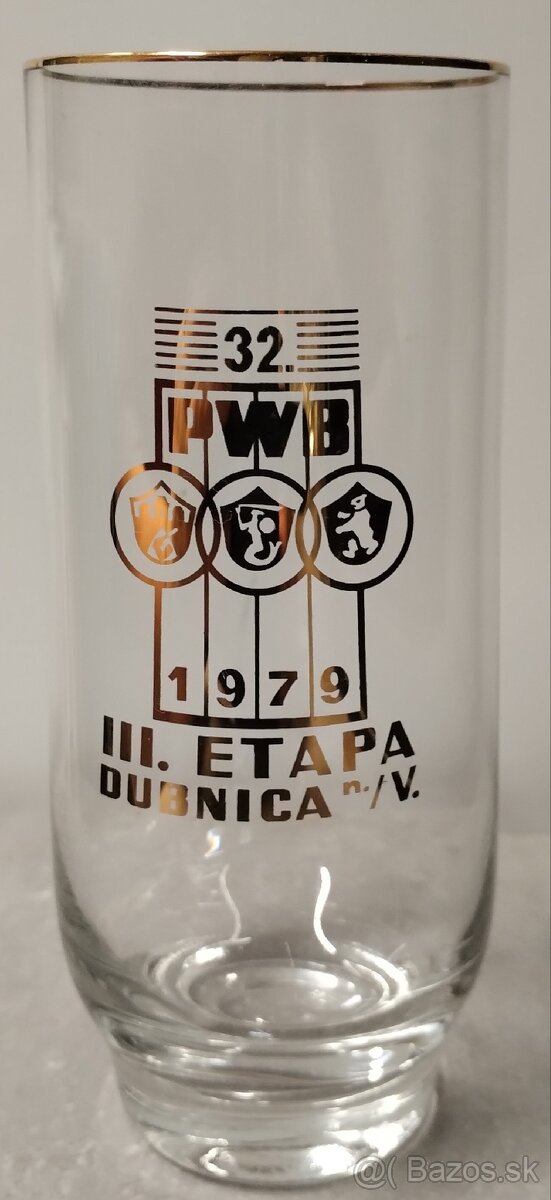 32.
PWB
1979
III. ETAPA
DUBNICA n./V.
@( Bazos.sk